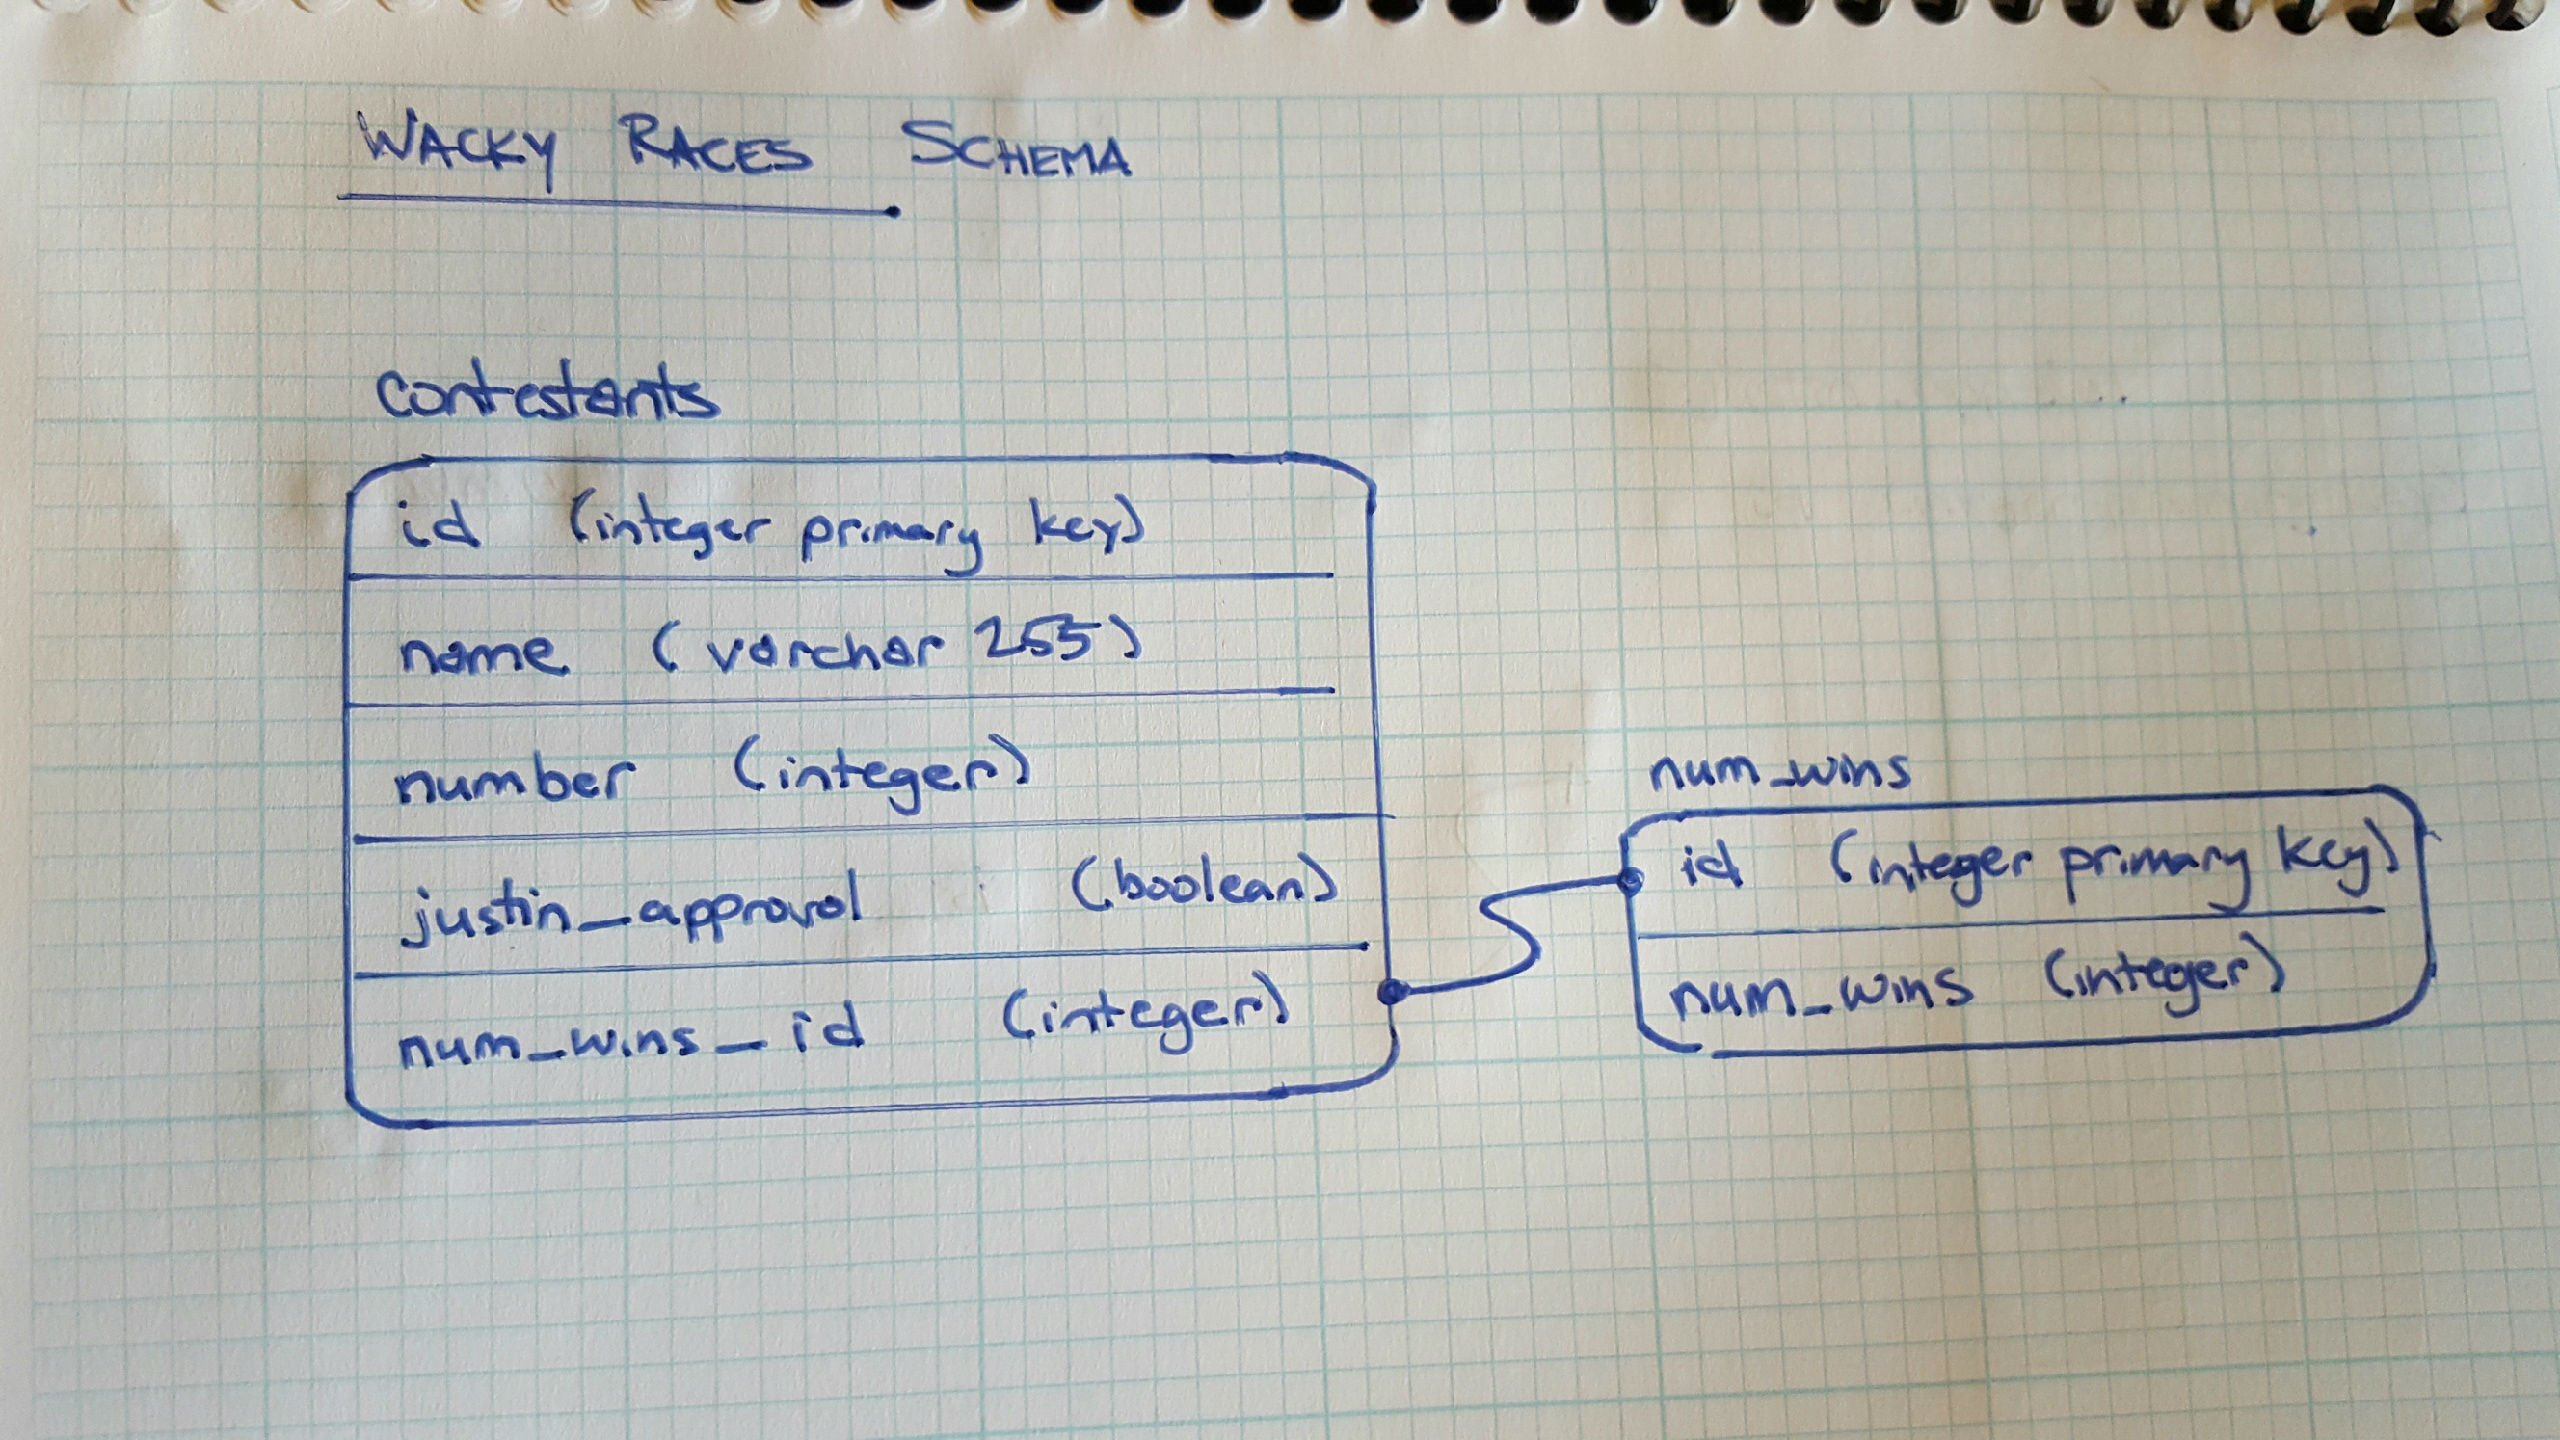 WACKY RACES SCHEMA
contestants
id (integer primary key)
name (varchar 255)
number (integer)
justin_approval (boolean)
num_wins_id (integer)
num_wins
id (integer primary key)
num_wins (integer)